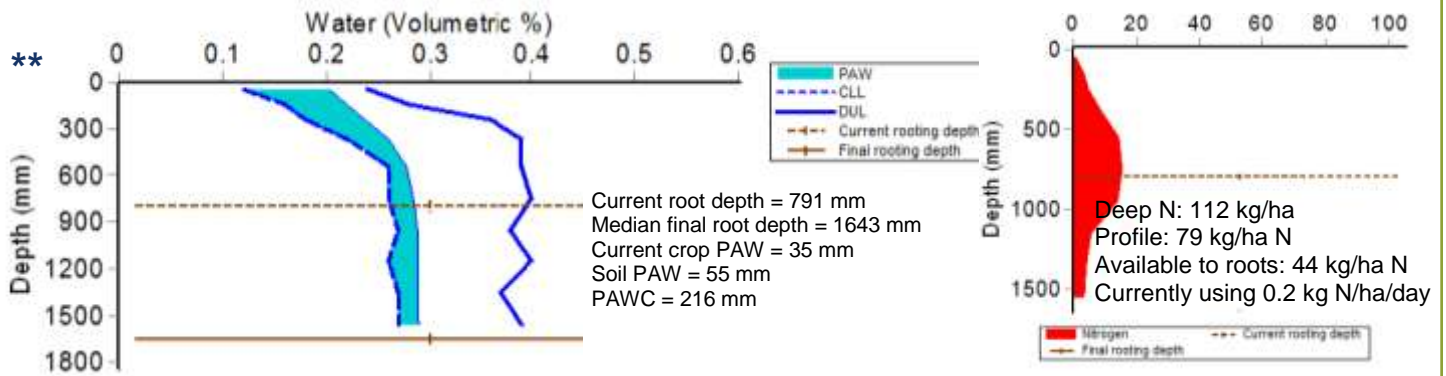 **
Water (Volumetric %)
0 0.1 0.2 0.3 0.4 0.5 0.6
Depth (mm)
0
300
600
900
1200
1500
1800
PAW
CLL
DUL
Current rooting depth
Final rooting depth
Current root depth = 791 mm
Median final root depth = 1643 mm
Current crop PAW = 35 mm
Soil PAW = 55 mm
PAWC = 216 mm
0 20 40 60 80 100
Depth (mm)
0
500
1000
1500
Deep N: 112 kg/ha
Profile: 79 kg/ha N
Available to roots: 44 kg/ha N
Currently using 0.2 kg N/ha/day
Nitrogen Current rooting depth
Final rooting depth